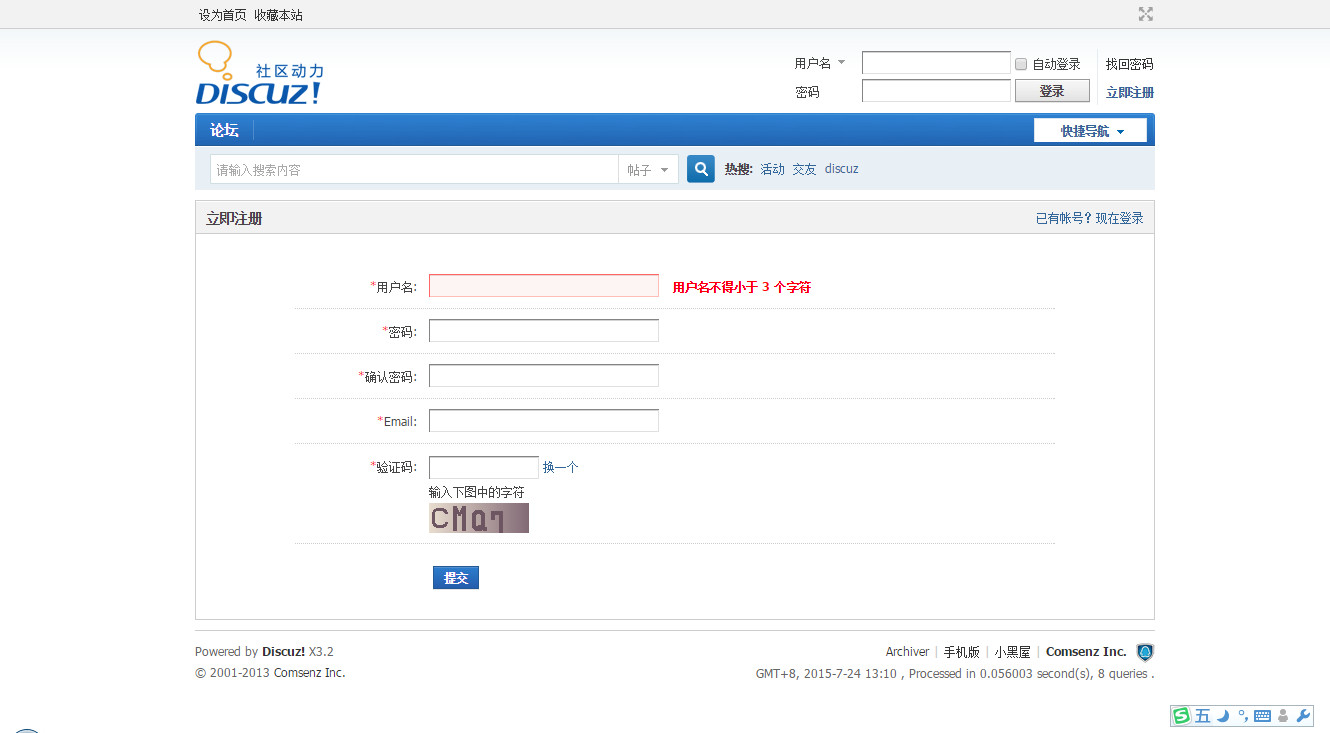 设为首页 收藏本站
社区动力
DISCUZ!
用户名 自动登录 找回密码
密码 登录 立即注册
论坛 快捷导航
请输入搜索内容 帖子 热搜: 活动 交友 discuz
立即注册 已有帐号?现在登录
*用户名: 用户名不得小于 3 个字符
*密码:
*确认密码:
*Email:
*验证码: 换一个
输入下图中的字符
CMQ7
提交
Powered by Discuz! X3.2 Archiver | 手机版 | 小黑屋 | Comsenz Inc.
© 2001-2013 Comsenz Inc. GMT+8, 2015-7-24 13:10 , Processed in 0.056003 second(s), 8 queries .
S 五